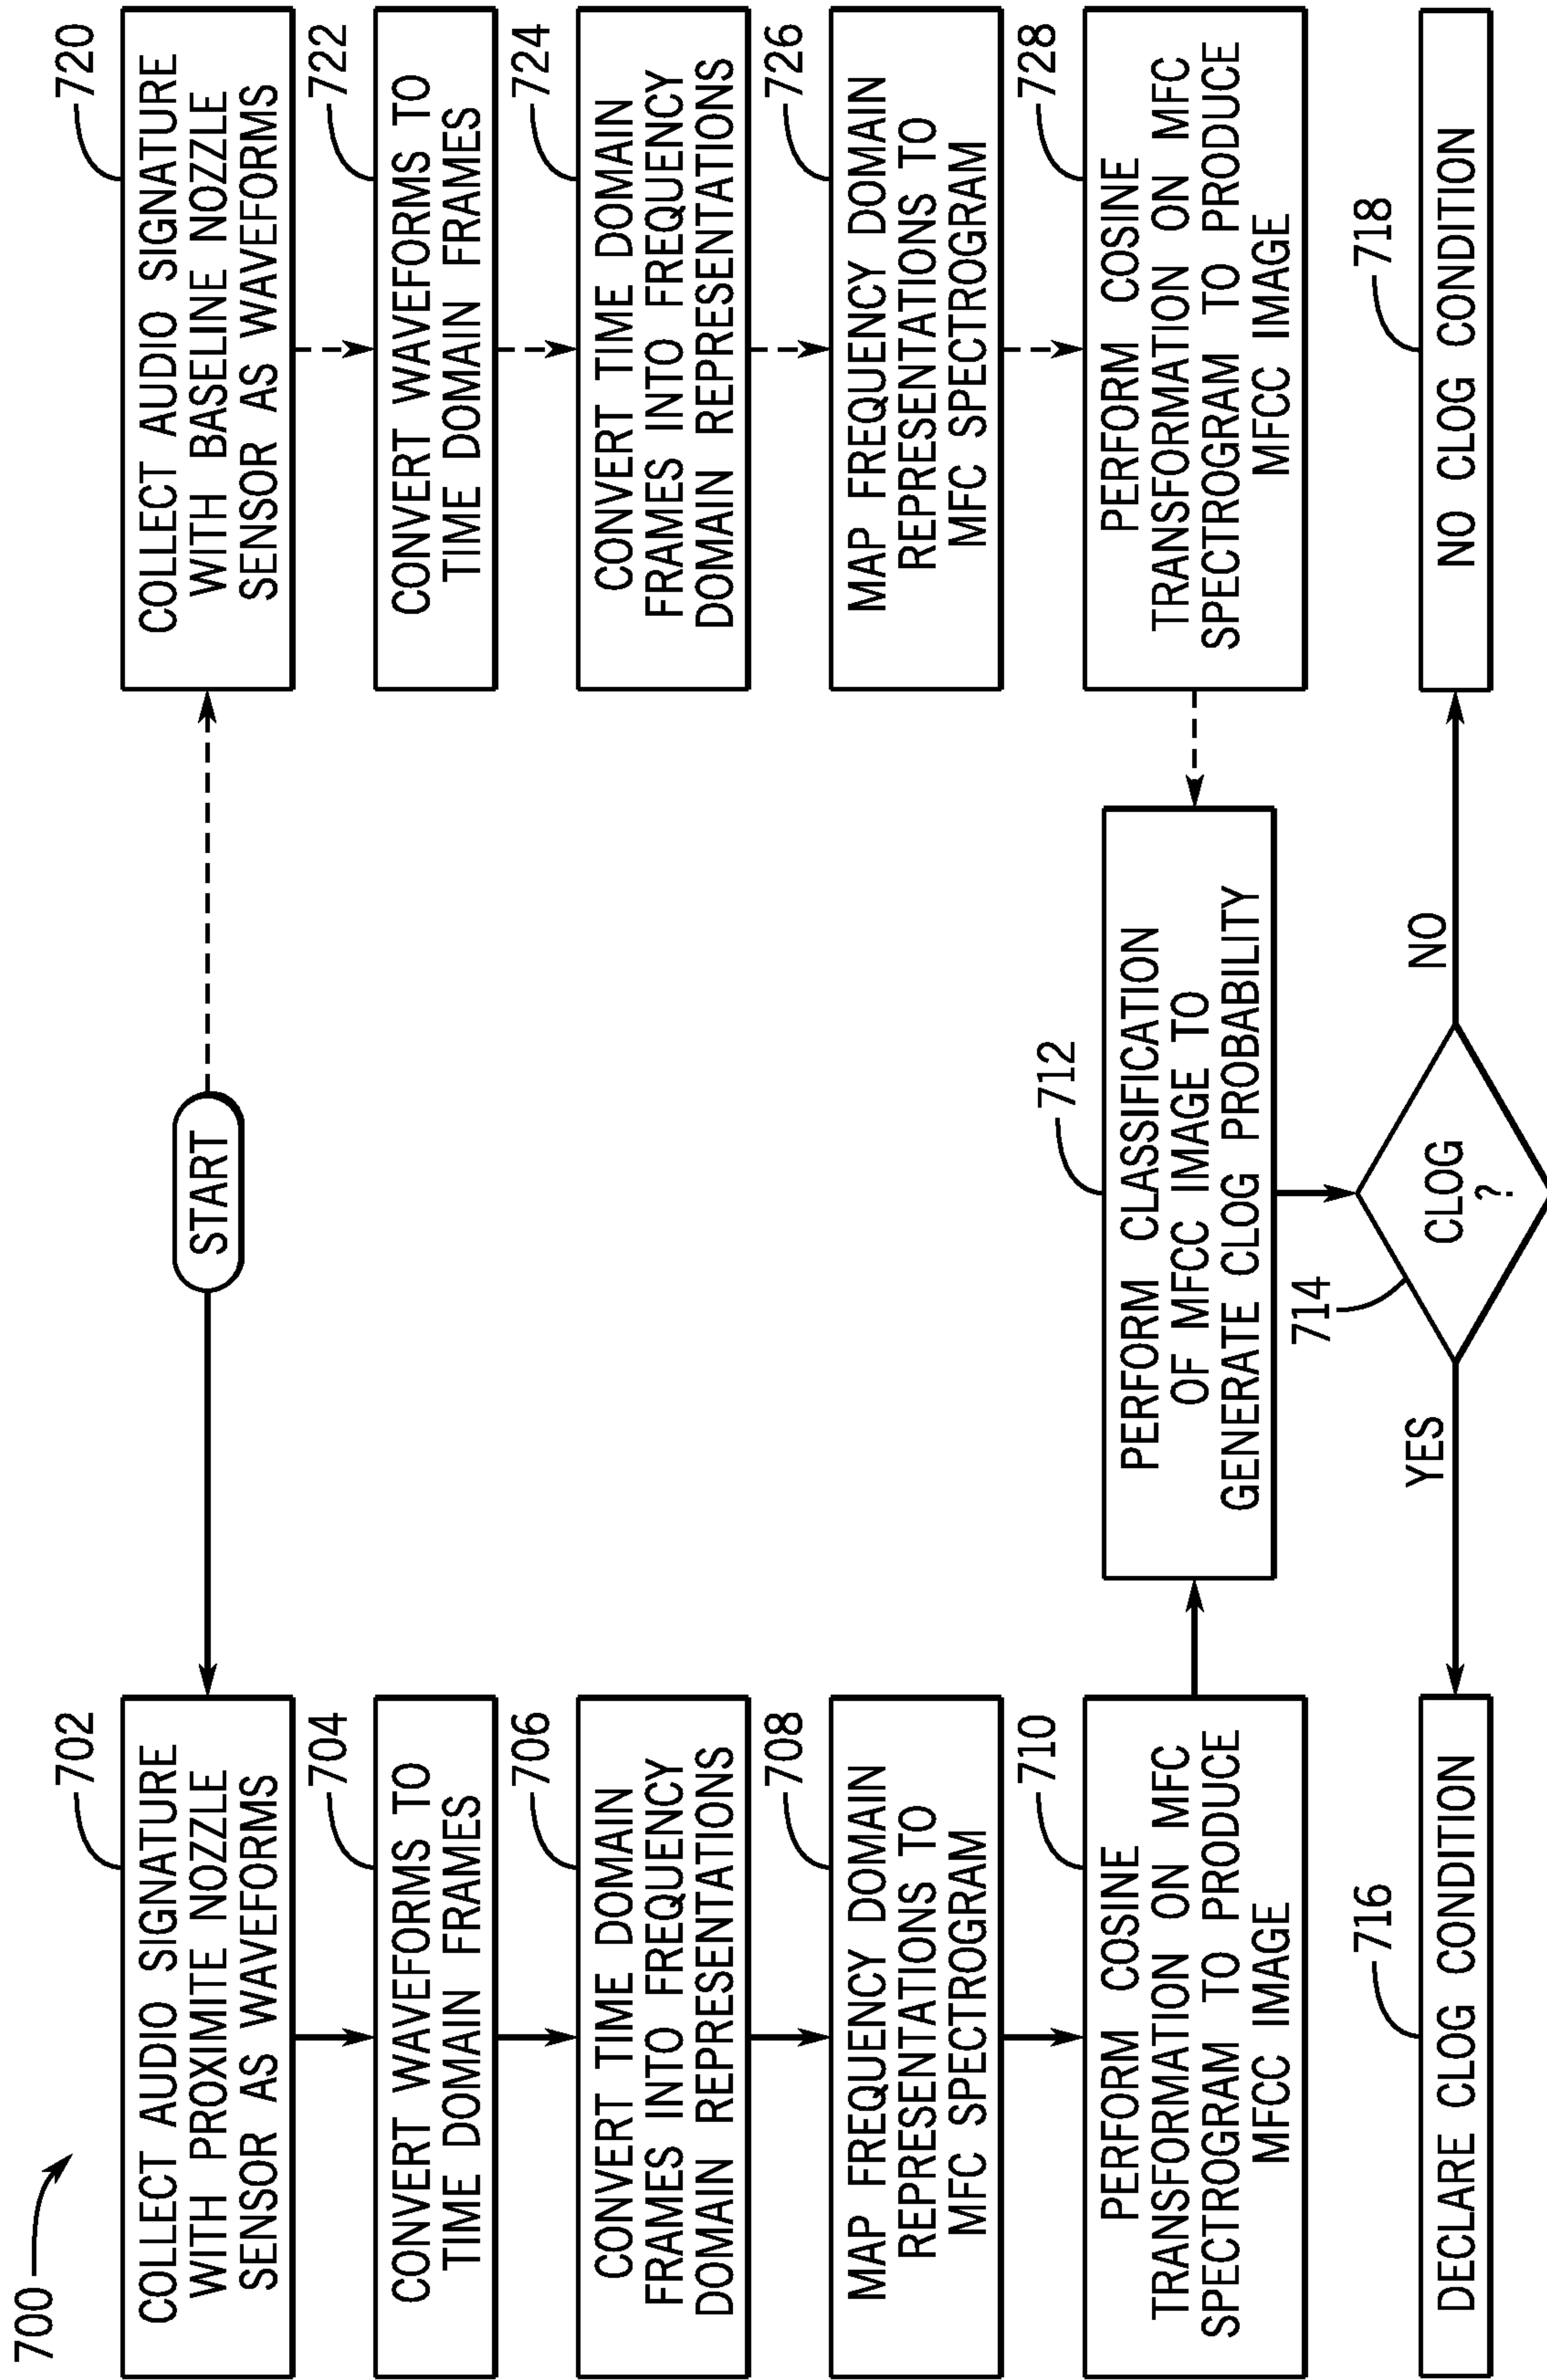 700
START
702
COLLECT AUDIO SIGNATURE
WITH PROXIMITE NOZZLE
SENSOR AS WAVEFORMS
704
CONVERT WAVEFORMS TO
TIME DOMAIN FRAMES
706
CONVERT TIME DOMAIN
FRAMES INTO FREQUENCY
DOMAIN REPRESENTATIONS
708
MAP FREQUENCY DOMAIN
REPRESENTATIONS TO
MFC SPECTROGRAM
710
PERFORM COSINE
TRANSFORMATION ON MFC
SPECTROGRAM TO PRODUCE
MFCC IMAGE
720
COLLECT AUDIO SIGNATURE
WITH BASELINE NOZZLE
SENSOR AS WAVEFORMS
722
CONVERT WAVEFORMS TO
TIME DOMAIN FRAMES
724
CONVERT TIME DOMAIN
FRAMES INTO FREQUENCY
DOMAIN REPRESENTATIONS
726
MAP FREQUENCY DOMAIN
REPRESENTATIONS TO
MFC SPECTROGRAM
728
PERFORM COSINE
TRANSFORMATION ON MFC
SPECTROGRAM TO PRODUCE
MFCC IMAGE
712
PERFORM CLASSIFICATION
OF MFCC IMAGE TO
GENERATE CLOG PROBABILITY
714
CLOG
?
YES
NO
716
DECLARE CLOG CONDITION
718
NO CLOG CONDITION